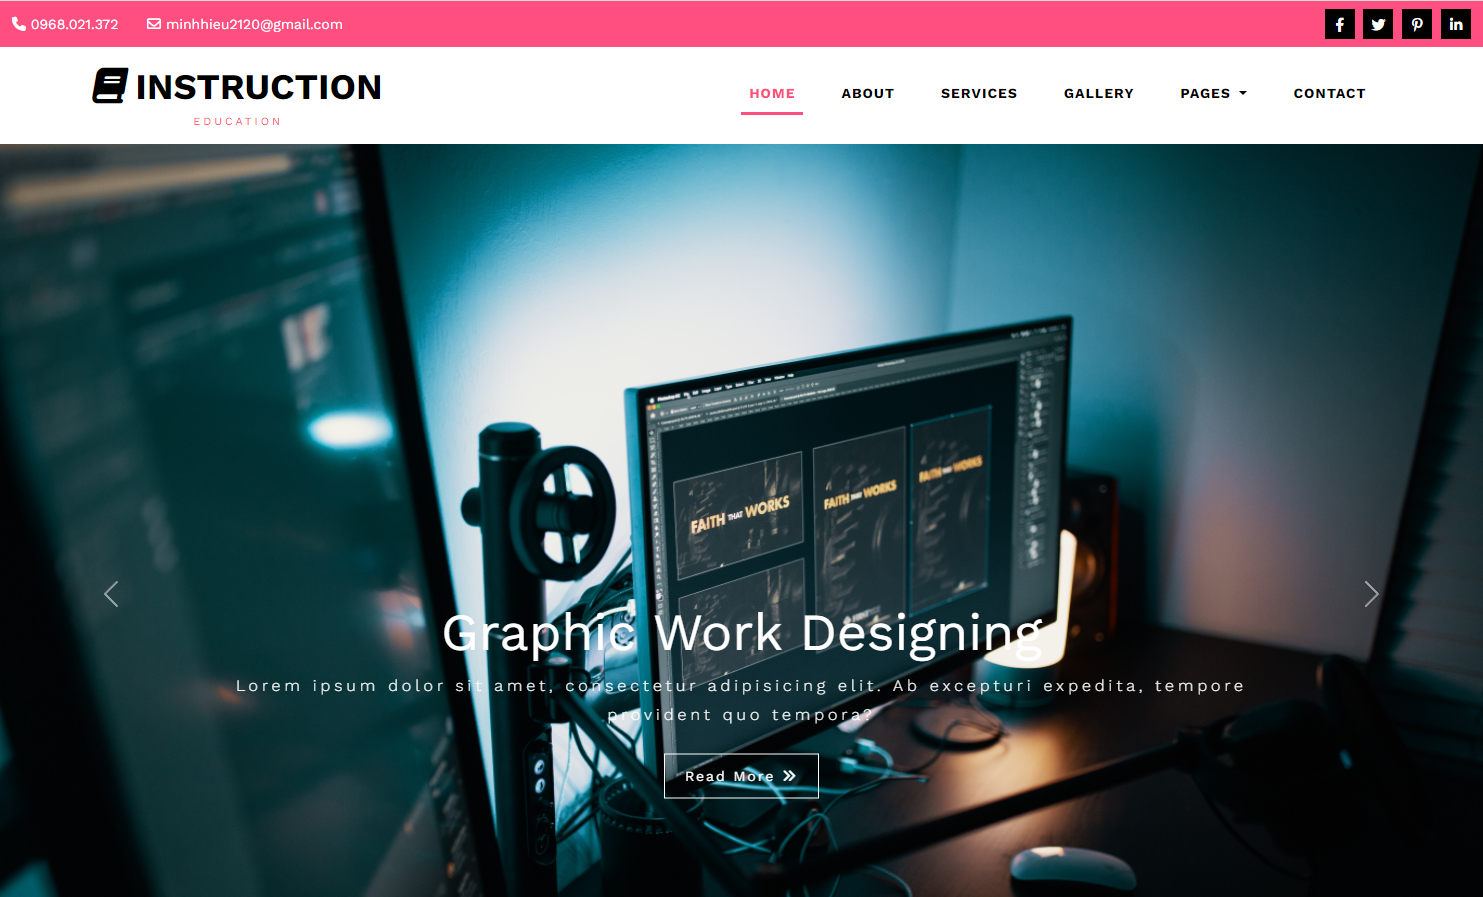 0968.021.372 minhhieu2120@gmail.com
INSTRUCTION
EDUCATION
HOME ABOUT SERVICES GALLERY PAGES CONTACT
FAITH THAT WORKS
FAITH THAT WORKS
FAITH THAT WORKS
Graphic Work Designing
Lorem ipsum dolor sit amet, consectetur adipisicing elit. Ab excepturi expedita, tempore
provident quo tempora?
Read More